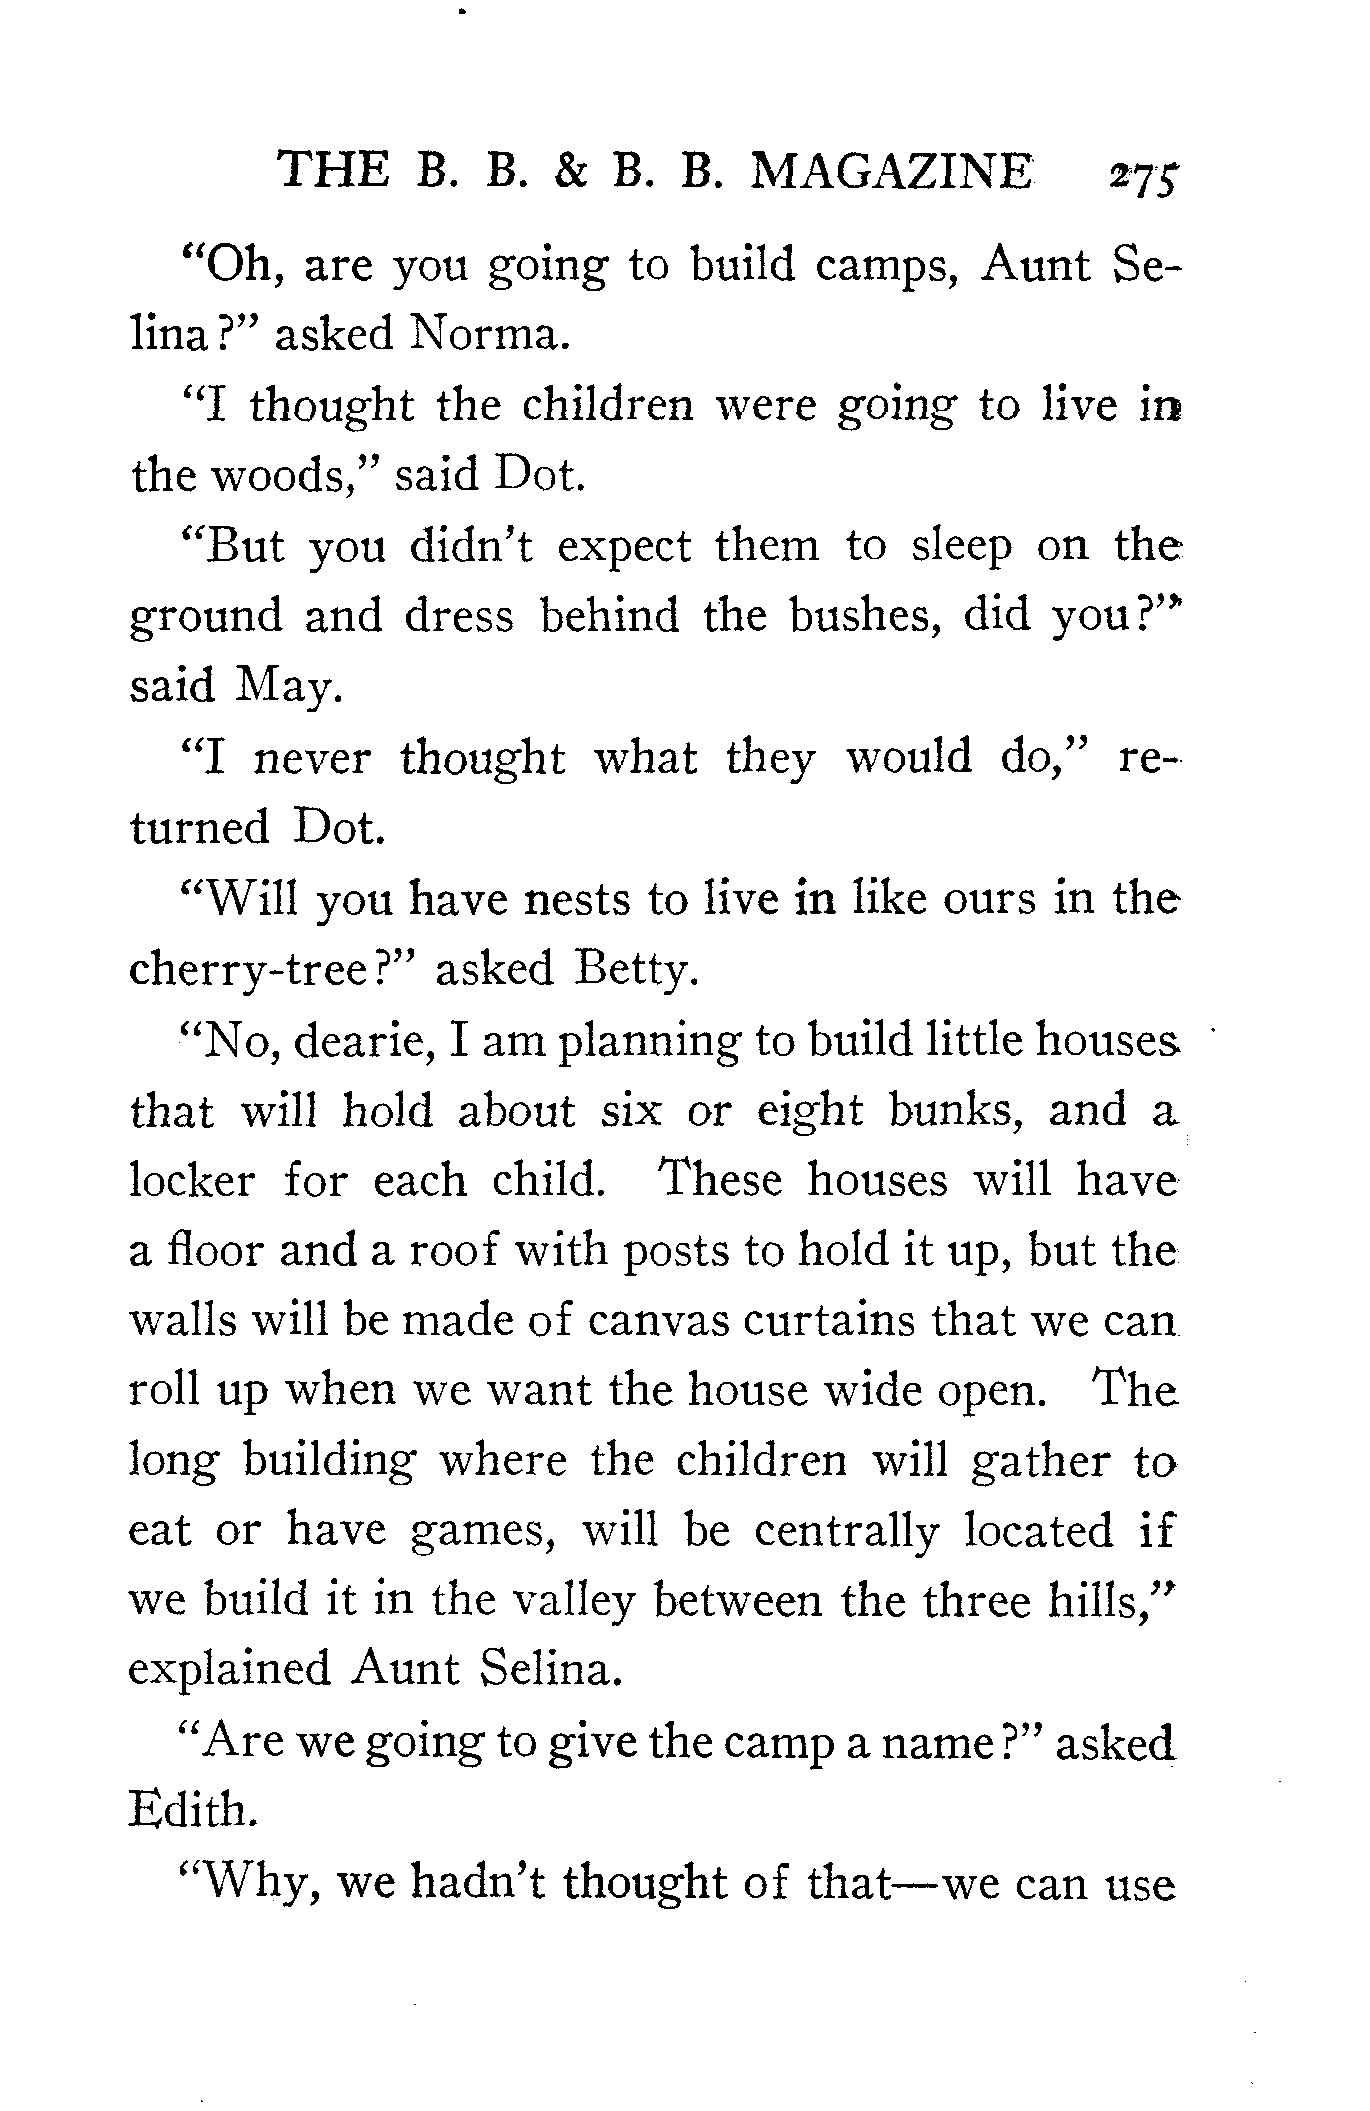 THE B. B. & B. B. MAGAZINE 275
“Oh, are you going to build camps, Aunt Se-
lina?” asked Norma.
“I thought the children were going to live in
the woods,” said Dot.
“But you didn’t expect them to sleep on the
ground and dress behind the bushes, did you?”
said May.
“I never thought what they would do,” re-
turned Dot.
“Will you have nests to live in like ours in the
cherry-tree?” asked Betty.
“No, dearie, I am planning to build little houses
that will hold about six or eight bunks, and a
locker for each child. These houses will have
a floor and a roof with posts to hold it up, but the
walls will be made of canvas curtains that we can
roll up when we want the house wide open. The
long building where the children will gather to
eat or have games, will be centrally located if
we build it in the valley between the three hills,”
explained Aunt Selina.
“Are we going to give the camp a name?” asked
Edith.
“Why, we hadn’t thought of that—we can use